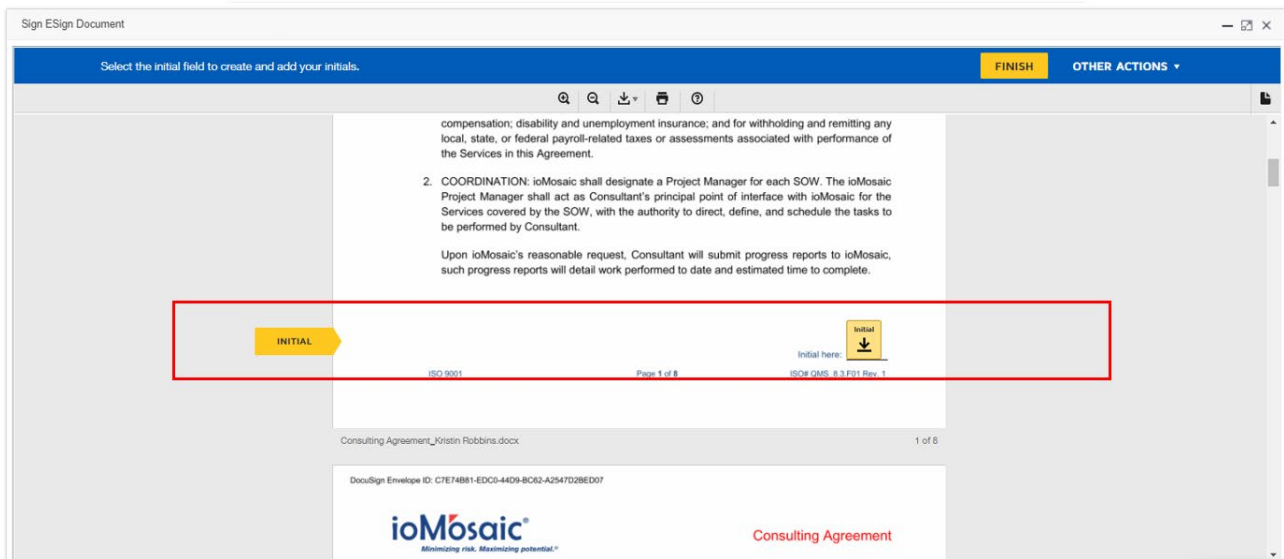 Sign ESign Document
Select the initial field to create and add your initials.
FINISH
OTHER ACTIONS
compensation; disability and unemployment insurance; and for withholding and remitting any
local, state, or federal payroll-related taxes or assessments associated with performance of
the Services in this Agreement.
2. COORDINATION: ioMosaic shall designate a Project Manager for each SOW. The ioMosaic
Project Manager shall act as Consultant's principal point of interface with ioMosaic for the
Services covered by the SOW, with the authority to direct, define, and schedule the tasks to
be performed by Consultant.
Upon ioMosaic's reasonable request, Consultant will submit progress reports to ioMosaic,
such progress reports will detail work performed to date and estimated time to complete.
INITIAL
Initial
Initial here:
ISO 9001
Page 1 of 8
ISO# QMS_8.3.F01 Rev. 1
Consulting Agreement_Kristin Robbins.docx
1 of 8
DocuSign Envelope ID: C7E74B81-EDC0-44D9-BC62-A2547D2BED07
ioMosaic®
Minimizing risk. Maximizing potential.®
Consulting Agreement